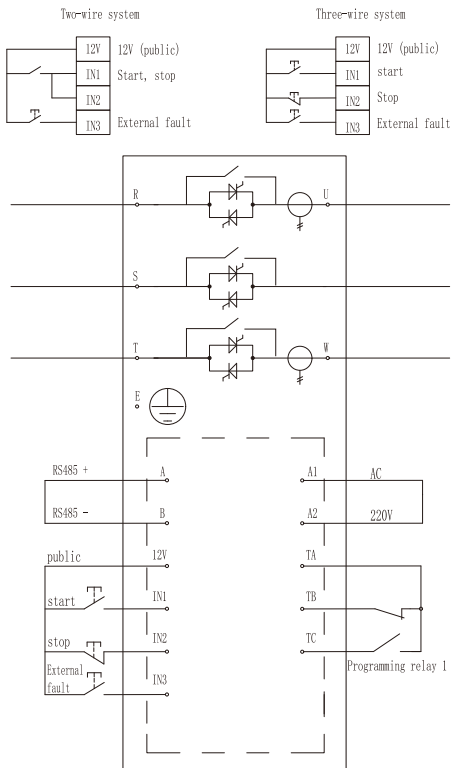 Two-wire system
Three-wire system
12V 12V (public)
IN1 Start, stop
IN2
IN3 External fault
12V 12V (public)
IN1 start
IN2 Stop
IN3 External fault
R U
S
T W
E
RS485 + A A1 AC
RS485 - B A2 220V
public 12V TA
start IN1 TB
stop IN2 TC
External
fault IN3
Programming relay 1